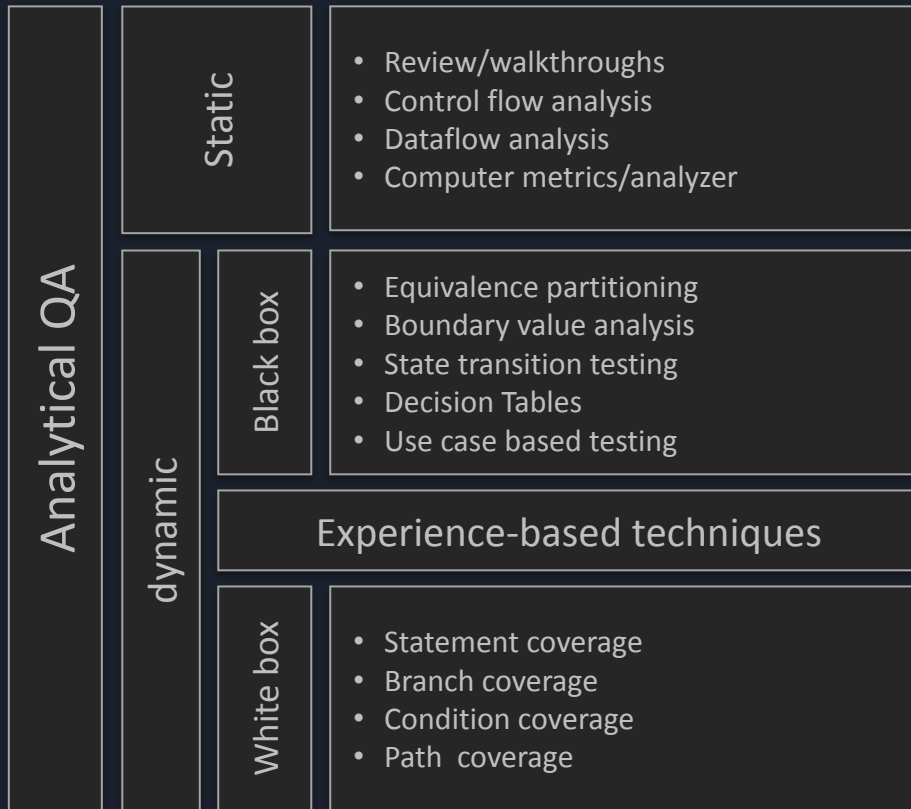 Analytical QA
Static
• Review/walkthroughs
• Control flow analysis
• Dataflow analysis
• Computer metrics/analyzer
dynamic
Black box
• Equivalence partitioning
• Boundary value analysis
• State transition testing
• Decision Tables
• Use case based testing
Experience-based techniques
White box
• Statement coverage
• Branch coverage
• Condition coverage
• Path coverage